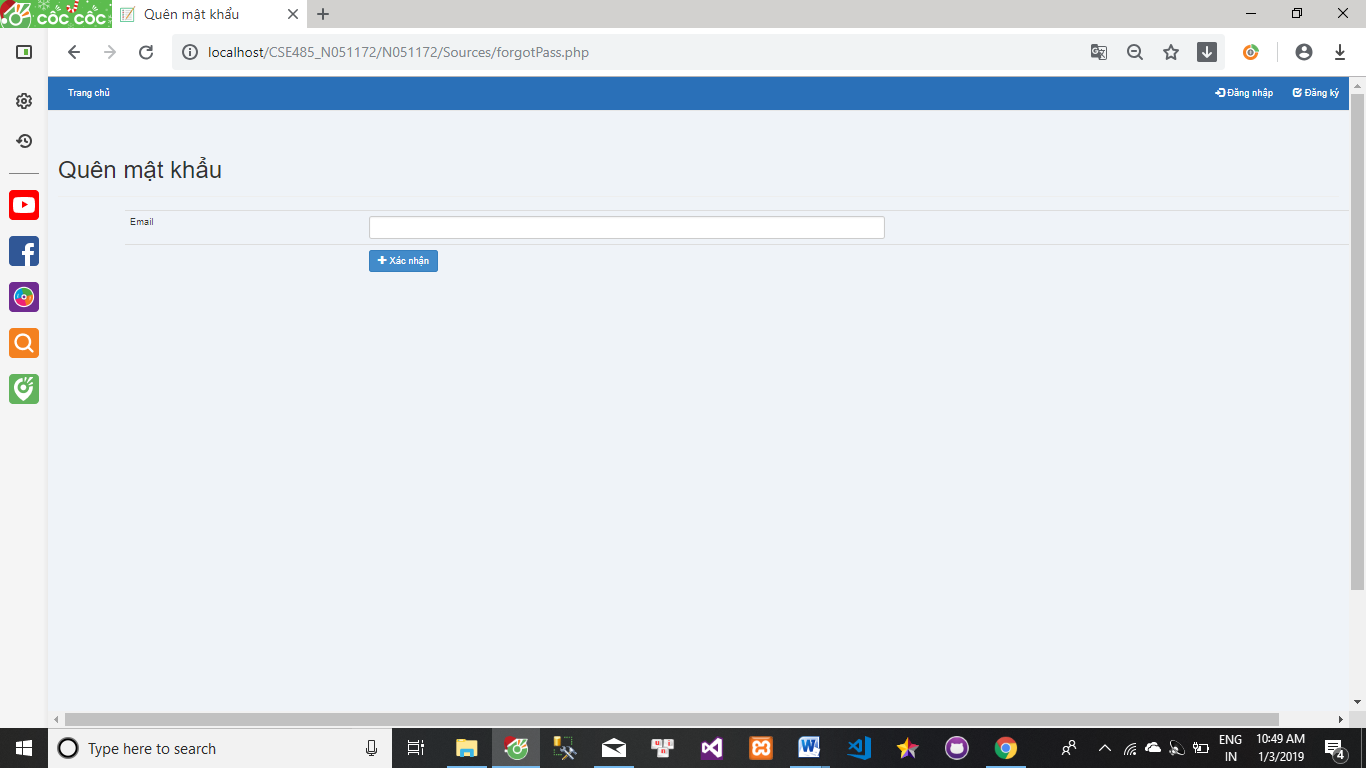 cốc cốc
Quên mật khẩu
localhost/CSE485_N051172/N051172/Sources/forgotPass.php
Trang chủ
Đăng nhập
Đăng ký
Quên mật khẩu
Email
Xác nhận
Type here to search
ENG
IN
10:49 AM
1/3/2019
4